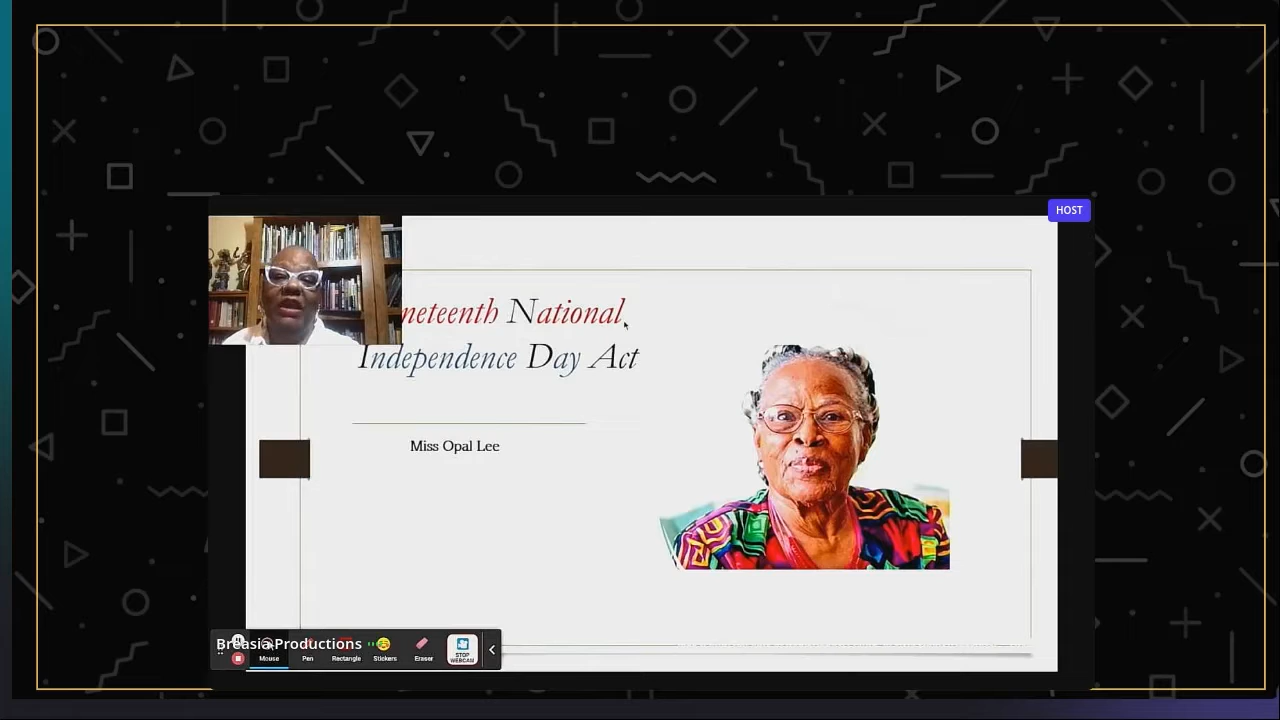 HOST
neteenth National
Independence Day Act
Miss Opal Lee
Breasia Productions
Mouse Pen Rectangle Stickers Eraser STOP WEBCAM